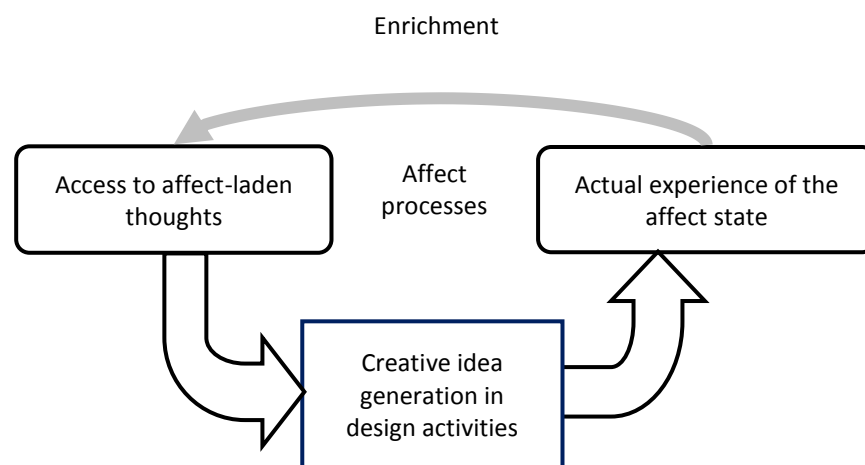 Enrichment
Access to affect-laden
thoughts
Affect
processes
Actual experience of the
affect state
Creative idea
generation in
design activities